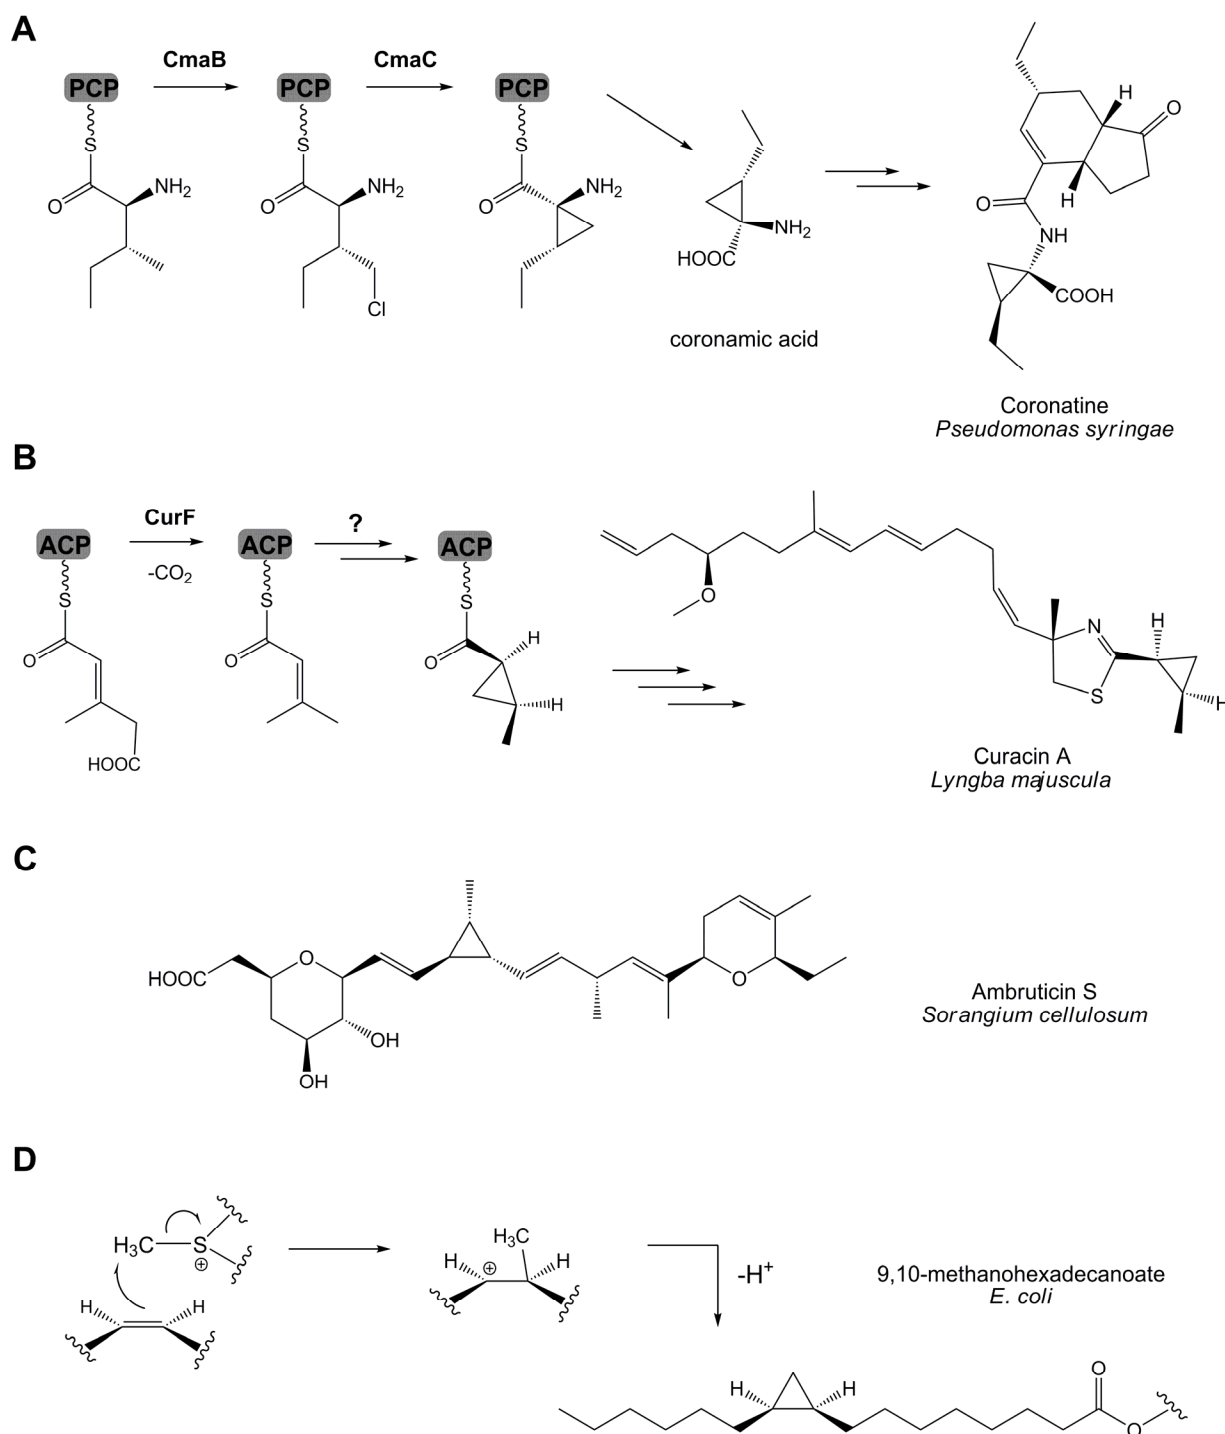 A
CmaB
CmaC
PCP
PCP
PCP
S
S
S
O
NH2
O
NH2
O
NH2
Cl
HOOC
NH2
coronamic acid
H
O
H
O
NH
COOH
Coronatine
Pseudomonas syringae
B
CurF
-CO2
?
ACP
ACP
ACP
S
S
S
O
O
O
H
H
HOOC
O
N
S
H
H
Curacin A
Lyngba majuscula
C
HOOC
O
OH
OH
O
Ambruticin S
Sorangium cellulosum
D
H3C
S
⊕
H
H
H3C
H
⊕
H
-H+
9,10-methanohexadecanoate
E. coli
H
H
O
O